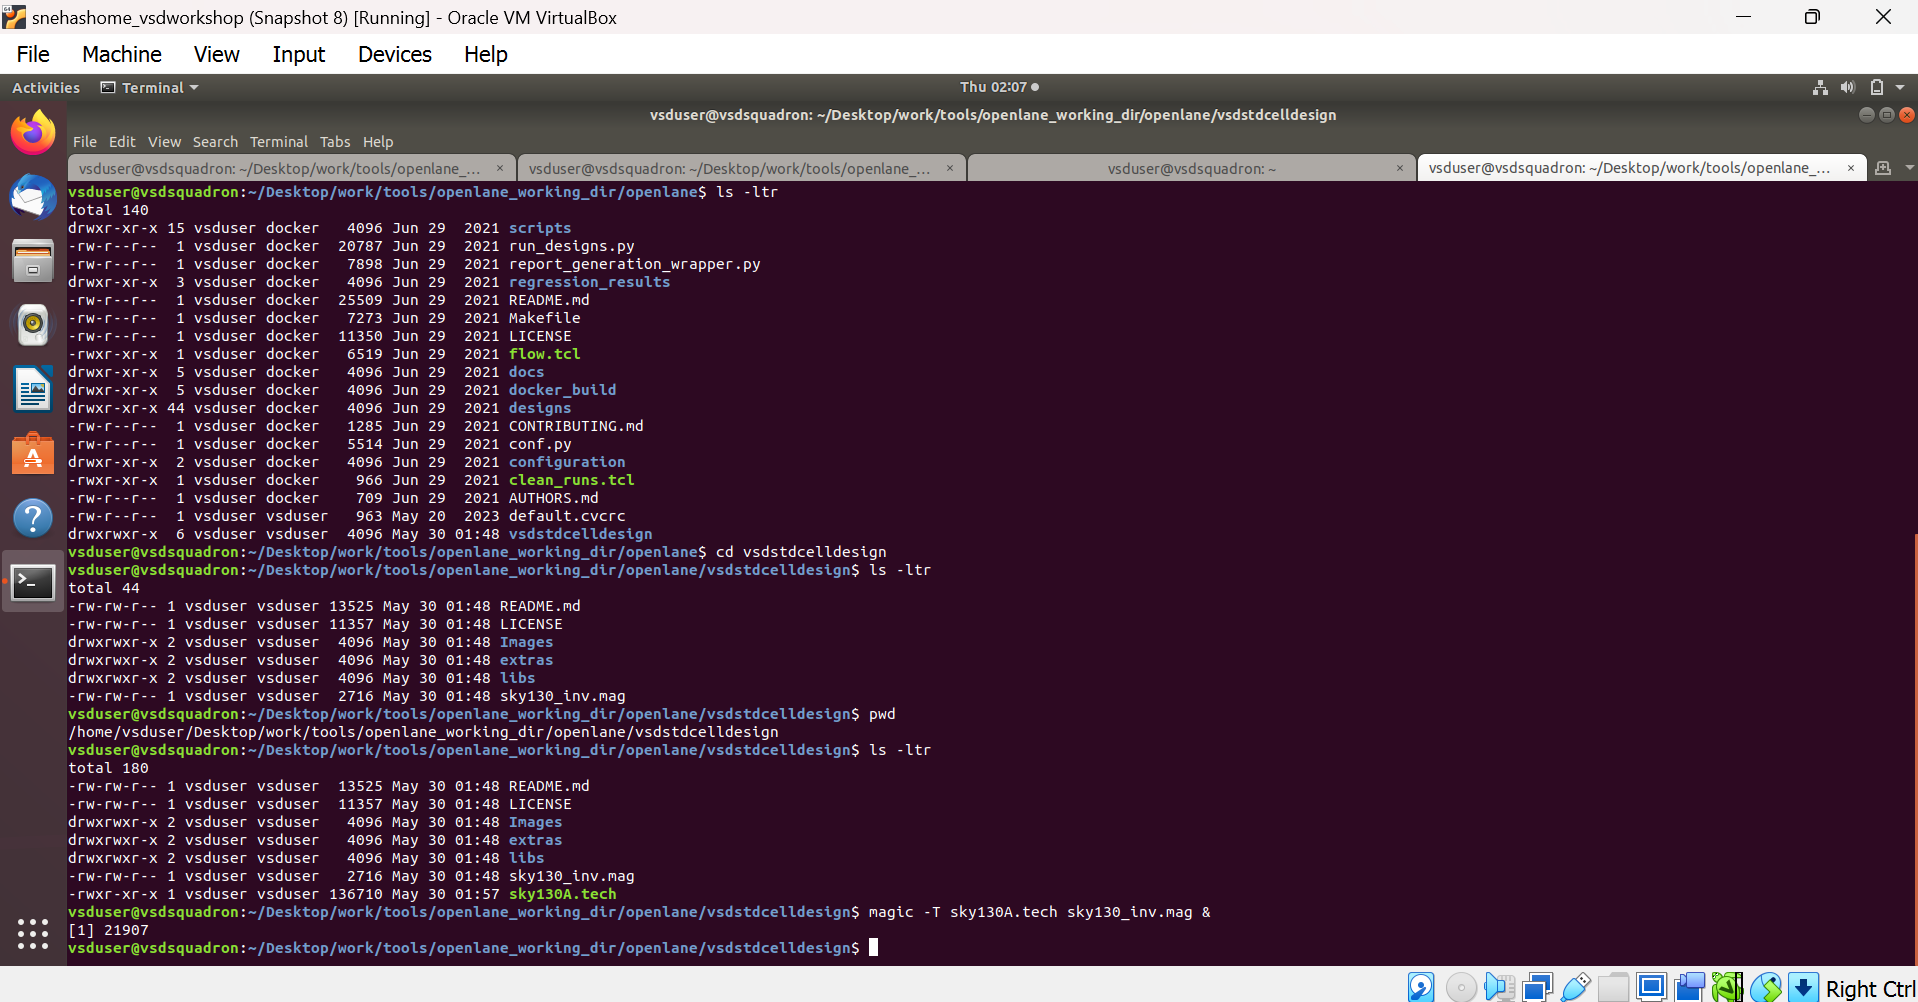 snehashome_vsdworkshop (Snapshot 8) [Running] - Oracle VM VirtualBox
File Machine View Input Devices Help
Activities Terminal Thu 02:07
vsduser@vsdsquadron: ~/Desktop/work/tools/openlane_working_dir/openlane/vsdstdcelldesign
File Edit View Search Terminal Tabs Help
vsduser@vsdsquadron: ~/Desktop/work/tools/openlane_... × vsduser@vsdsquadron: ~/Desktop/work/tools/openlane_... × vsduser@vsdsquadron: ~ × vsduser@vsdsquadron: ~/Desktop/work/tools/openlane_... ×
vsduser@vsdsquadron:~/Desktop/work/tools/openlane_working_dir/openlane$ ls -ltr
total 140
drwxr-xr-x 15 vsduser docker   4096 Jun 29  2021 scripts
-rw-r--r--  1 vsduser docker  20787 Jun 29  2021 run_designs.py
-rw-r--r--  1 vsduser docker   7898 Jun 29  2021 report_generation_wrapper.py
drwxr-xr-x  3 vsduser docker   4096 Jun 29  2021 regression_results
-rw-r--r--  1 vsduser docker  25509 Jun 29  2021 README.md
-rw-r--r--  1 vsduser docker   7273 Jun 29  2021 Makefile
-rw-r--r--  1 vsduser docker  11350 Jun 29  2021 LICENSE
-rwxr-xr-x  1 vsduser docker   6519 Jun 29  2021 flow.tcl
drwxr-xr-x  5 vsduser docker   4096 Jun 29  2021 docs
drwxr-xr-x  5 vsduser docker   4096 Jun 29  2021 docker_build
drwxr-xr-x 44 vsduser docker   4096 Jun 29  2021 designs
-rw-r--r--  1 vsduser docker   1285 Jun 29  2021 CONTRIBUTING.md
-rw-r--r--  1 vsduser docker   5514 Jun 29  2021 conf.py
drwxr-xr-x  2 vsduser docker   4096 Jun 29  2021 configuration
-rwxr-xr-x  1 vsduser docker    966 Jun 29  2021 clean_runs.tcl
-rw-r--r--  1 vsduser docker    709 Jun 29  2021 AUTHORS.md
-rw-r--r--  1 vsduser vsduser   963 May 20  2023 default.cvcrc
drwxrwxr-x  6 vsduser vsduser  4096 May 30 01:48 vsdstdcelldesign
vsduser@vsdsquadron:~/Desktop/work/tools/openlane_working_dir/openlane$ cd vsdstdcelldesign
vsduser@vsdsquadron:~/Desktop/work/tools/openlane_working_dir/openlane/vsdstdcelldesign$ ls -ltr
total 44
-rw-rw-r-- 1 vsduser vsduser 13525 May 30 01:48 README.md
-rw-rw-r-- 1 vsduser vsduser 11357 May 30 01:48 LICENSE
drwxrwxr-x 2 vsduser vsduser  4096 May 30 01:48 Images
drwxrwxr-x 2 vsduser vsduser  4096 May 30 01:48 extras
drwxrwxr-x 2 vsduser vsduser  4096 May 30 01:48 libs
-rw-rw-r-- 1 vsduser vsduser  2716 May 30 01:48 sky130_inv.mag
vsduser@vsdsquadron:~/Desktop/work/tools/openlane_working_dir/openlane/vsdstdcelldesign$ pwd
/home/vsduser/Desktop/work/tools/openlane_working_dir/openlane/vsdstdcelldesign
vsduser@vsdsquadron:~/Desktop/work/tools/openlane_working_dir/openlane/vsdstdcelldesign$ ls -ltr
total 180
-rw-rw-r-- 1 vsduser vsduser  13525 May 30 01:48 README.md
-rw-rw-r-- 1 vsduser vsduser  11357 May 30 01:48 LICENSE
drwxrwxr-x 2 vsduser vsduser   4096 May 30 01:48 Images
drwxrwxr-x 2 vsduser vsduser   4096 May 30 01:48 extras
drwxrwxr-x 2 vsduser vsduser   4096 May 30 01:48 libs
-rw-rw-r-- 1 vsduser vsduser   2716 May 30 01:48 sky130_inv.mag
-rwxr-xr-x 1 vsduser vsduser 136710 May 30 01:57 sky130A.tech
vsduser@vsdsquadron:~/Desktop/work/tools/openlane_working_dir/openlane/vsdstdcelldesign$ magic -T sky130A.tech sky130_inv.mag &
[1] 21907
vsduser@vsdsquadron:~/Desktop/work/tools/openlane_working_dir/openlane/vsdstdcelldesign$
Right Ctrl